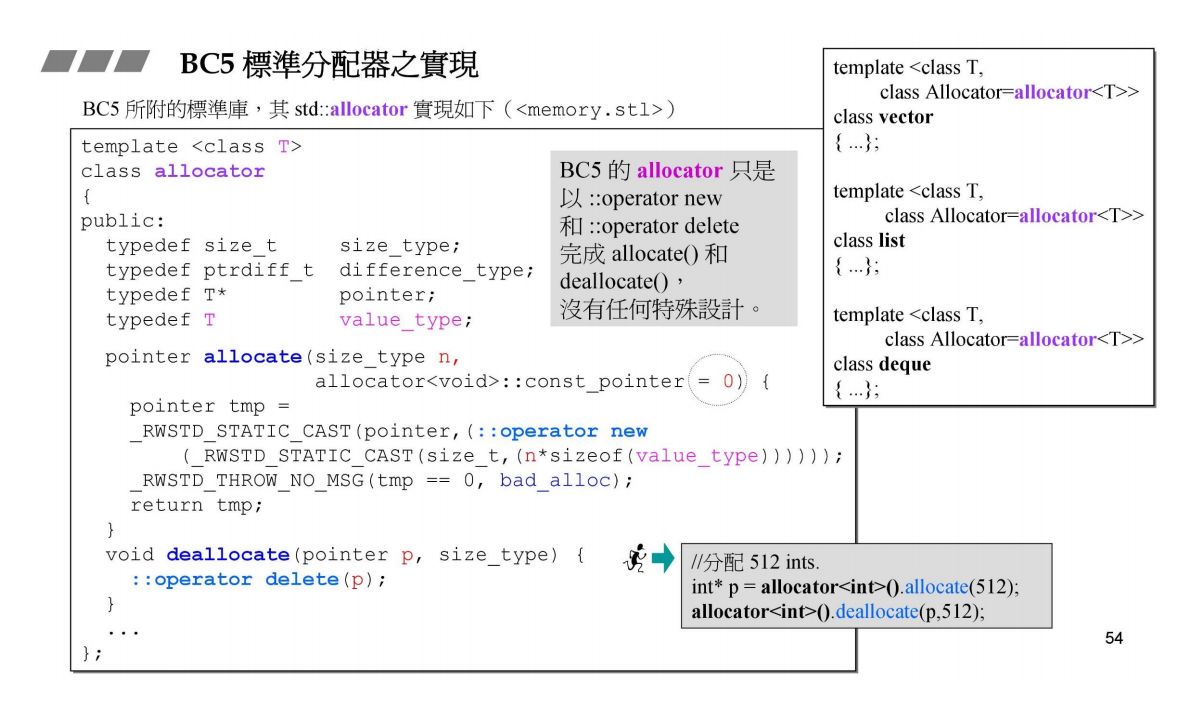 BC5 標準分配器之實現
BC5 所附的標準庫，其 std::allocator 實現如下（<memory.stl>）
template <class T>
class allocator
{
public:
  typedef size_t     size_type;
  typedef ptrdiff_t  difference_type;
  typedef T*         pointer;
  typedef T          value_type;
  pointer allocate(size_type n,
                   allocator<void>::const_pointer = 0) {
    pointer tmp =
    _RWSTD_STATIC_CAST(pointer,(::operator new
        (_RWSTD_STATIC_CAST(size_t,(n*sizeof(value_type))))));
    _RWSTD_THROW_NO_MSG(tmp == 0, bad_alloc);
    return tmp;
  }
  void deallocate(pointer p, size_type) {
    ::operator delete(p);
  }
  ...
};
BC5 的 allocator 只是
以 ::operator new
和 ::operator delete
完成 allocate() 和
deallocate()，
沒有任何特殊設計。
template <class T,
class Allocator=allocator<T>>
class vector
{ ...};
template <class T,
class Allocator=allocator<T>>
class list
{ ...};
template <class T,
class Allocator=allocator<T>>
class deque
{ ...};
//分配 512 ints.
int* p = allocator<int>().allocate(512);
allocator<int>().deallocate(p,512);
54